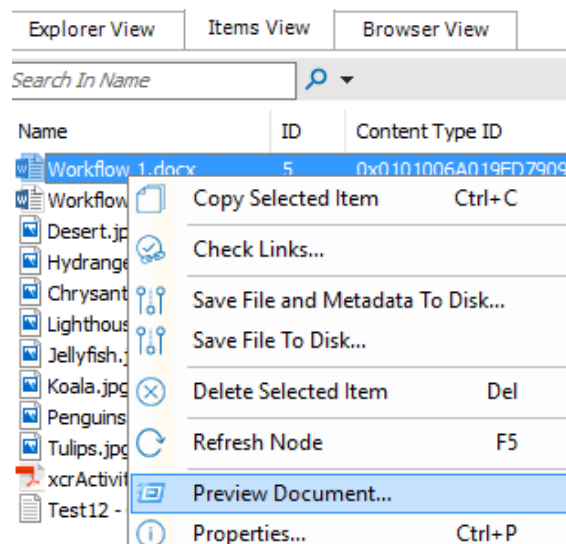 Explorer View Items View Browser View
Search In Name
Name ID Content Type ID
Workflow 1.docx 5 0x0101006A019FD7909
Workflow
Copy Selected Item Ctrl+C
Desert.jp
Hydrange
Check Links...
Chrysant
Save File and Metadata To Disk...
Lighthous
Save File To Disk...
Jellyfish.j
Koala.jpg
Delete Selected Item Del
Penguins
Tulips.jpg
Refresh Node F5
xcrActivit
Preview Document...
Test12 -
Properties... Ctrl+P